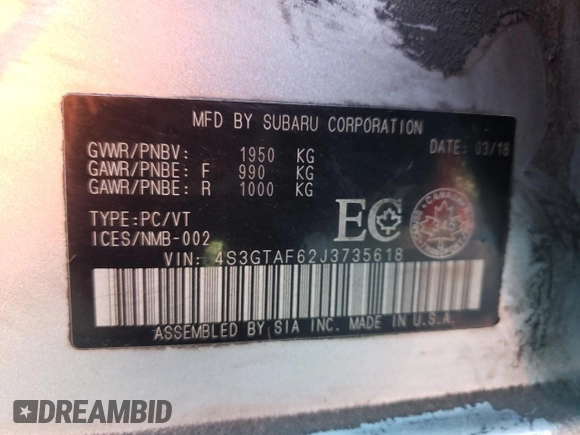 MFD BY SUBARU CORPORATION
GVWR/PNBV: 1950 KG DATE: 03/18
GAWR/PNBE: F 990 KG
GAWR/PNBE: R 1000 KG
TYPE:PC/VT
ICES/NMB-002
EC
VIN: 4S3GTAF62J3735618
ASSEMBLED BY SIA INC. MADE IN U.S.A.
DREAMBID